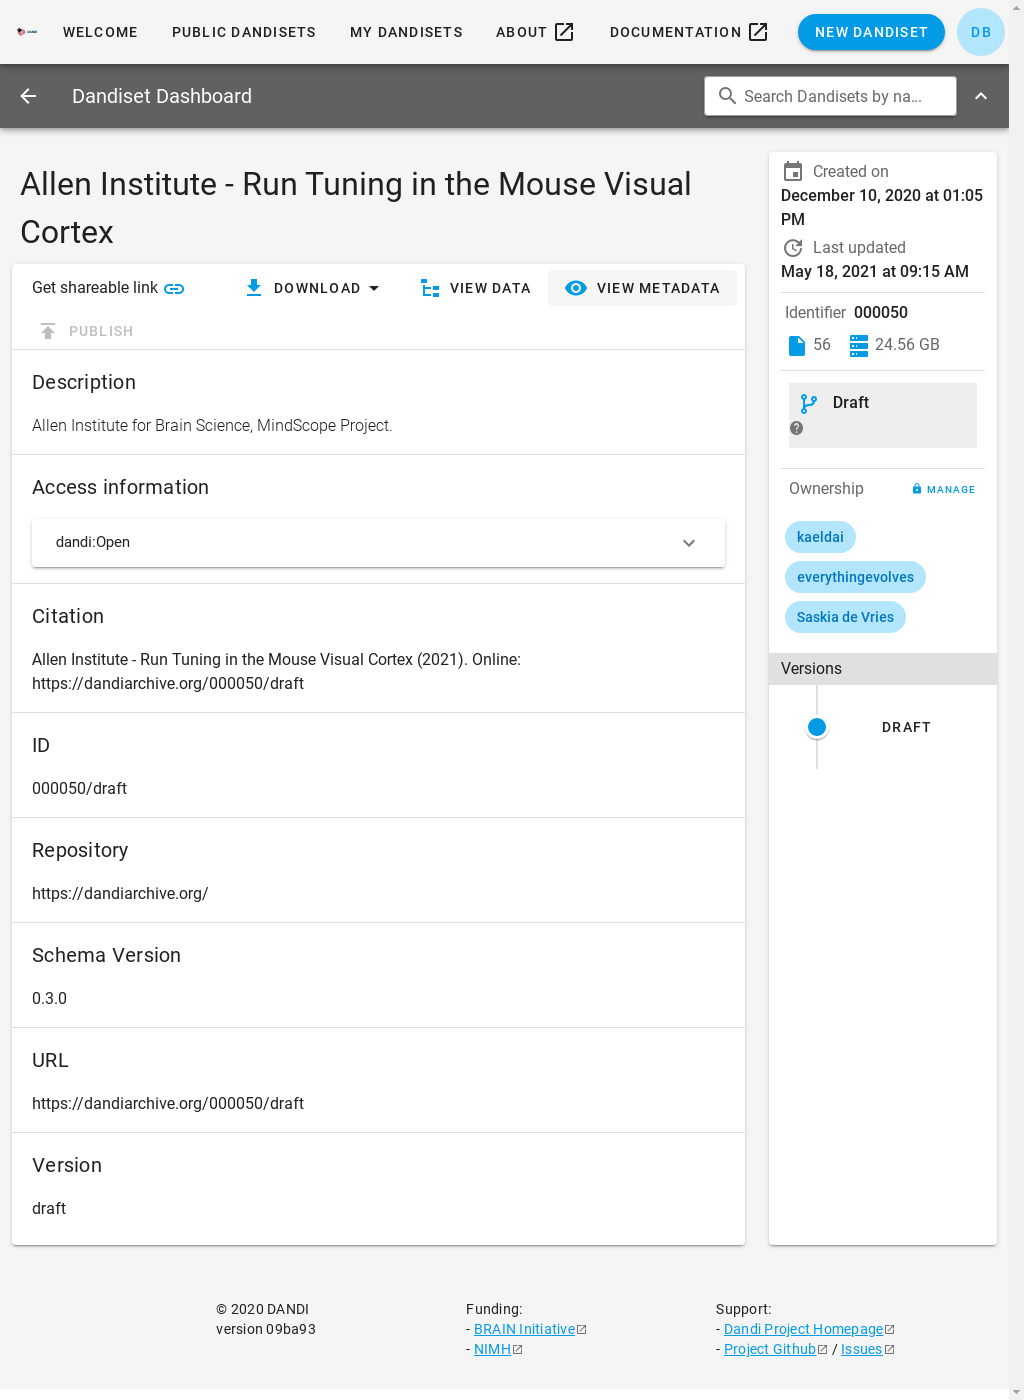 WELCOME PUBLIC DANDISETS MY DANDISETS ABOUT DOCUMENTATION NEW DANDISET DB
Dandiset Dashboard Search Dandisets by na...
Allen Institute - Run Tuning in the Mouse Visual
Cortex
Get shareable link DOWNLOAD VIEW DATA VIEW METADATA
PUBLISH
Description
Allen Institute for Brain Science, MindScope Project.
Access information
dandi:Open
Citation
Allen Institute - Run Tuning in the Mouse Visual Cortex (2021). Online:
https://dandiarchive.org/000050/draft
ID
000050/draft
Repository
https://dandiarchive.org/
Schema Version
0.3.0
URL
https://dandiarchive.org/000050/draft
Version
draft
Created on
December 10, 2020 at 01:05
PM
Last updated
May 18, 2021 at 09:15 AM
Identifier 000050
56 24.56 GB
Draft
Ownership MANAGE
kaeldai
everythingevolves
Saskia de Vries
Versions
DRAFT
© 2020 DANDI
version 09ba93
Funding:
- BRAIN Initiative
- NIMH
Support:
- Dandi Project Homepage
- Project Github / Issues